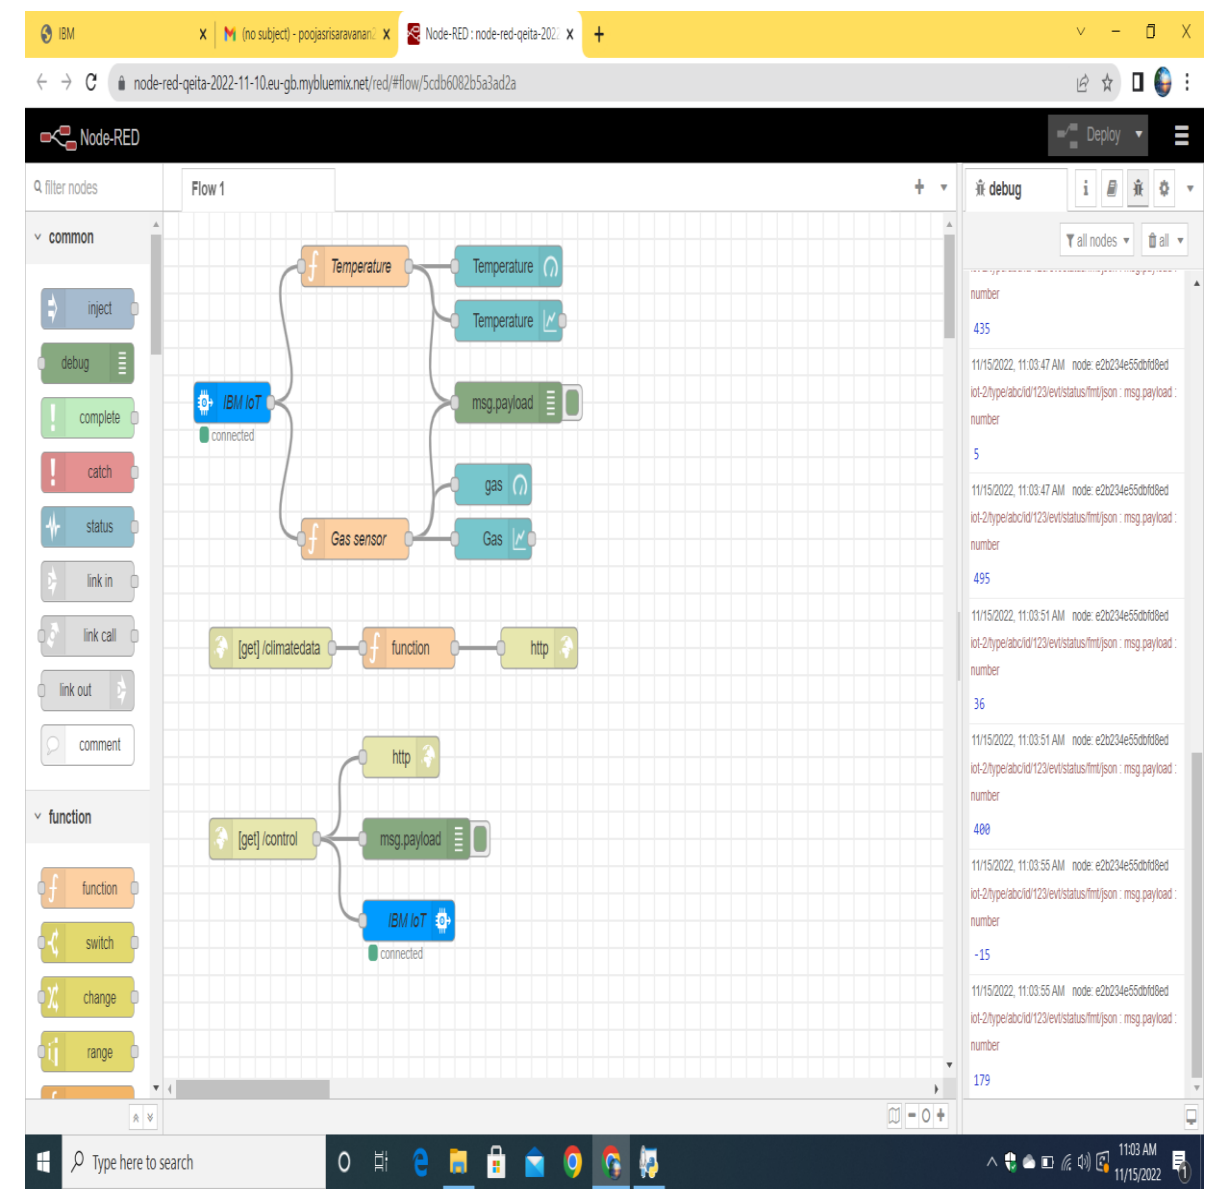 IBM
(no subject) - poojasrisaravanan2
Node-RED : node-red-qeita-202
node-red-qeita-2022-11-10.eu-gb.mybluemix.net/red/#flow/5cdb6082b5a3ad2a
Node-RED
Deploy
filter nodes
Flow 1
debug
i
all nodes
all
common
inject
debug
complete
catch
status
link in
link call
link out
comment
function
function
switch
change
range
Temperature
Temperature
Temperature
IBM IoT
connected
msg.payload
gas
Gas sensor
Gas
[get] /climatedata
function
http
http
[get] /control
msg.payload
IBM IoT
connected
number
435
11/15/2022, 11:03:47 AM node: e2b234e55dbfd8ed
iot-2/type/abc/id/123/evt/status/fmt/json : msg.payload :
number
5
11/15/2022, 11:03:47 AM node: e2b234e55dbfd8ed
iot-2/type/abc/id/123/evt/status/fmt/json : msg.payload :
number
495
11/15/2022, 11:03:51 AM node: e2b234e55dbfd8ed
iot-2/type/abc/id/123/evt/status/fmt/json : msg.payload :
number
36
11/15/2022, 11:03:51 AM node: e2b234e55dbfd8ed
iot-2/type/abc/id/123/evt/status/fmt/json : msg.payload :
number
400
11/15/2022, 11:03:55 AM node: e2b234e55dbfd8ed
iot-2/type/abc/id/123/evt/status/fmt/json : msg.payload :
number
-15
11/15/2022, 11:03:55 AM node: e2b234e55dbfd8ed
iot-2/type/abc/id/123/evt/status/fmt/json : msg.payload :
number
179
Type here to search
11:03 AM
11/15/2022
1